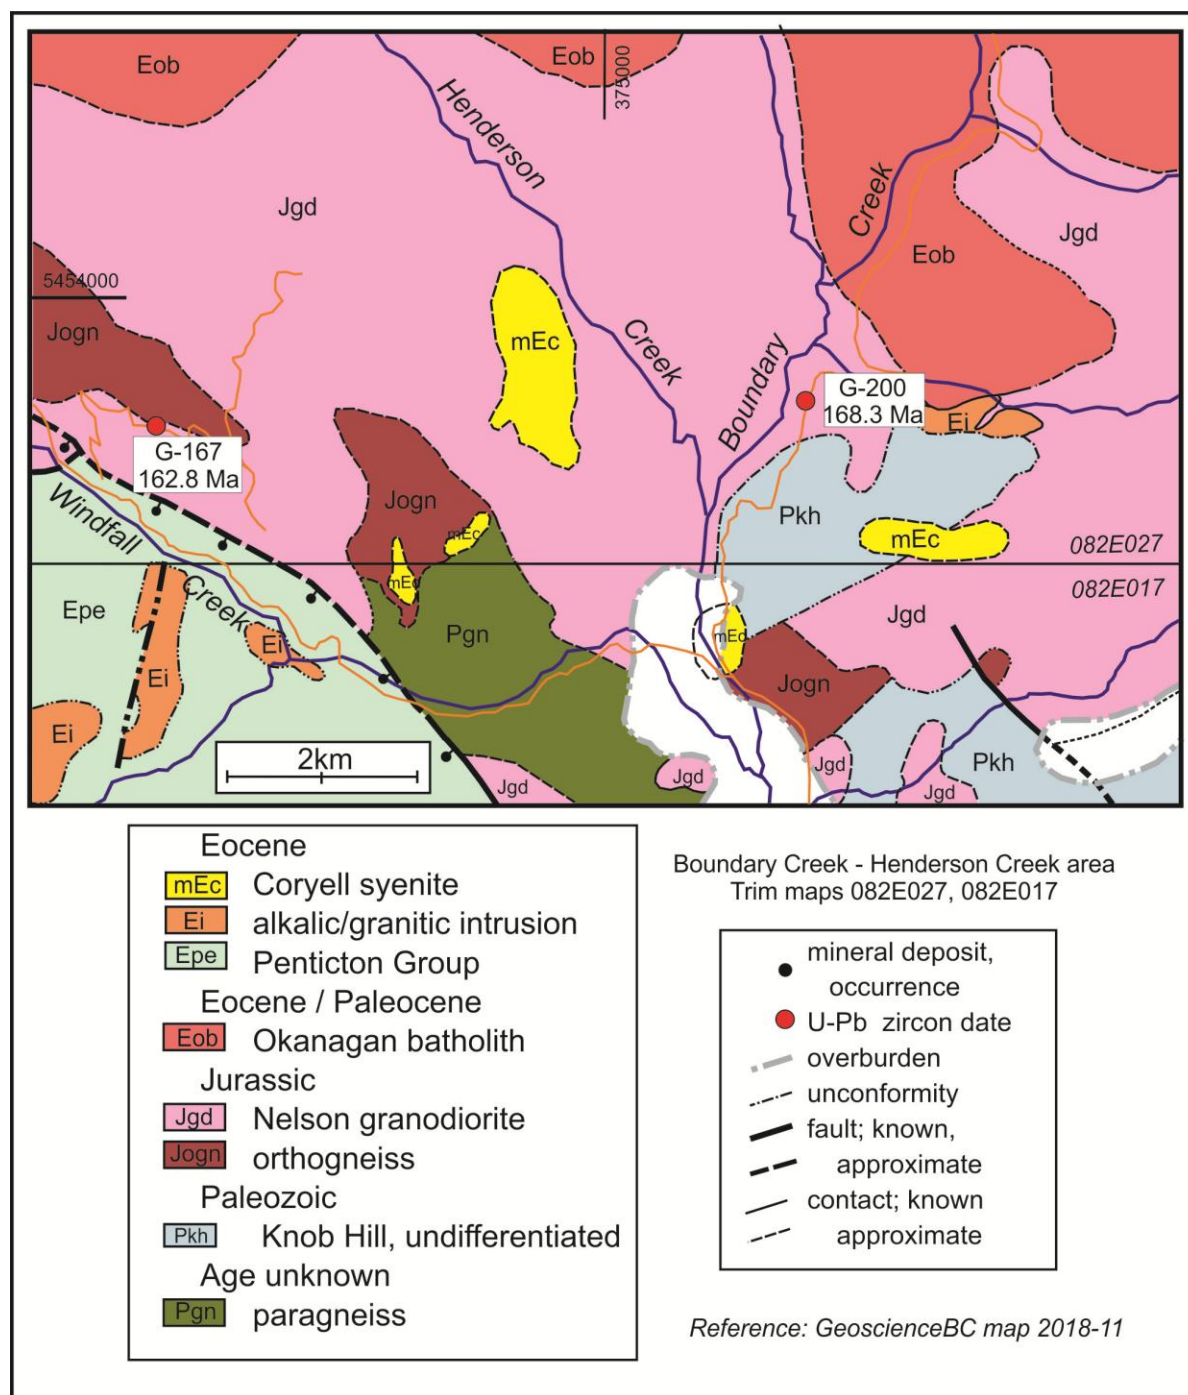 Eob
Eob
375000
Henderson
Creek
Jgd
Jgd
Eob
5454000
Jogn
mEc
Creek
Boundary
G-200
168.3 Ma
Ei
G-167
162.8 Ma
Jogn
Pkh
mEc
mEc
082E027
Windfall
mEc
082E017
Epe
Creek
Jgd
Pgn
mEc
Ei
Ei
Jogn
Ei
2km
Jgd
Jgd
Jgd
Jgd
Pkh
Eocene
mEc Coryell syenite
Ei alkalic/granitic intrusion
Epe Penticton Group
Eocene / Paleocene
Eob Okanagan batholith
Jurassic
Jgd Nelson granodiorite
Jogn orthogneiss
Paleozoic
Pkh Knob Hill, undifferentiated
Age unknown
Pgn paragneiss
Boundary Creek - Henderson Creek area
Trim maps 082E027, 082E017
mineral deposit,
occurrence
U-Pb zircon date
overburden
unconformity
fault; known,
approximate
contact; known
approximate
Reference: GeoscienceBC map 2018-11